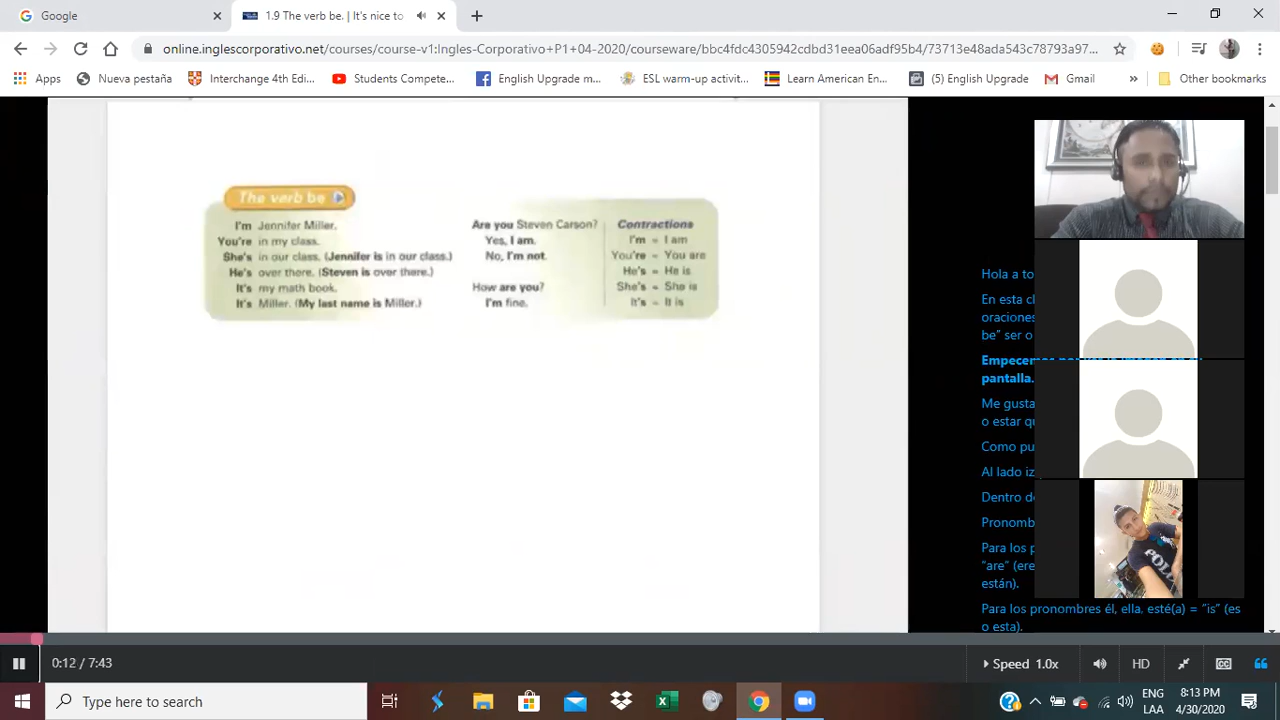 Google
1.9 The verb be. | It's nice to
online.inglescorporativo.net/courses/course-v1:Ingles-Corporativo+P1+04-2020/courseware/bbc4fdc4305942cdbd31eea06adf95b4/73713e48ada543c78793a97...
Apps
Nueva pestaña
Interchange 4th Edi...
Students Compete...
English Upgrade m...
ESL warm-up activit...
Learn American En...
(5) English Upgrade
Gmail
»
Other bookmarks
The verb be
I'm Jennifer Miller.
You're in my class.
She's in our class. (Jennifer is in our class.)
He's over there. (Steven is over there.)
It's my math book.
It's Miller. (My last name is Miller.)
Are you Steven Carson?
Yes, I am.
No, I'm not.
How are you?
I'm fine.
Contractions
I'm = I am
You're = You are
He's = He is
She's = She is
It's = It is
Hola a to
En esta cl
oraciones
be" ser o
Empecemos
pantalla.
Me gusta
o estar qu
Como pu
Al lado iz
Dentro de
Pronomb
Para los p
"are" (ere
están).
Para los pronombres él, ella, esté(a) = "is" (es
o esta).
POLO
0:12 / 7:43
Speed 1.0x
HD
Type here to search
ENG
LAA
8:13 PM
4/30/2020